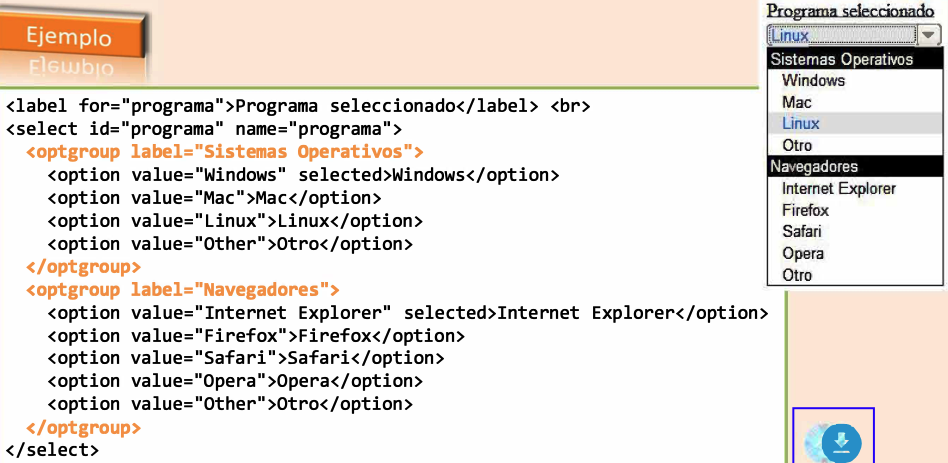 Ejemplo
Programa seleccionado
Linux
Sistemas Operativos
Windows
Mac
Linux
Otro
Navegadores
Internet Explorer
Firefox
Safari
Opera
Otro
<label for="programa">Programa seleccionado</label> <br>
<select id="programa" name="programa">
<optgroup label="Sistemas Operativos">
<option value="Windows" selected>Windows</option>
<option value="Mac">Mac</option>
<option value="Linux">Linux</option>
<option value="Other">Otro</option>
</optgroup>
<optgroup label="Navegadores">
<option value="Internet Explorer" selected>Internet Explorer</option>
<option value="Firefox">Firefox</option>
<option value="Safari">Safari</option>
<option value="Opera">Opera</option>
<option value="Other">Otro</option>
</optgroup>
</select>